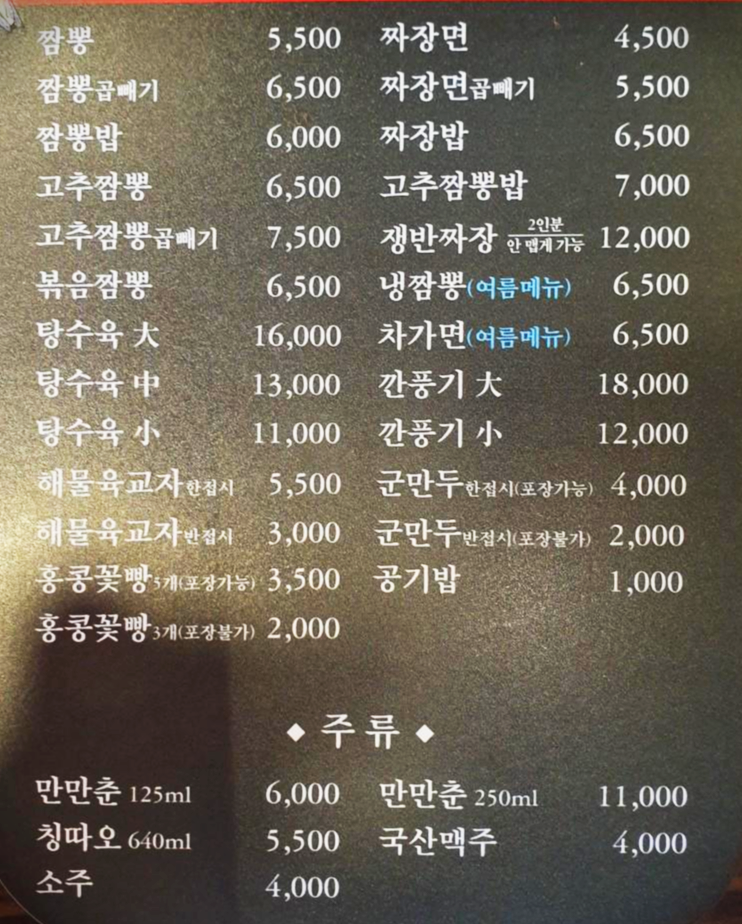 짬뽕 5,500 짜장면 4,500
짬뽕곱빼기 6,500 짜장면곱빼기 5,500
짬뽕밥 6,000 짜장밥 6,500
고추짬뽕 6,500 고추짬뽕밥 7,000
고추짬뽕곱빼기 7,500 쟁반짜장 2인분 안 맵게 가능 12,000
볶음짬뽕 6,500 냉짬뽕(여름메뉴) 6,500
탕수육 大 16,000 차가면(여름메뉴) 6,500
탕수육 中 13,000 깐풍기 大 18,000
탕수육 小 11,000 깐풍기 小 12,000
해물육교자한접시 5,500 군만두한접시(포장가능) 4,000
해물육교자반접시 3,000 군만두반접시(포장불가) 2,000
홍콩꽃빵5개(포장가능) 3,500 공기밥 1,000
홍콩꽃빵3개(포장불가) 2,000
◆ 주류 ◆
만만춘 125ml 6,000 만만춘 250ml 11,000
칭따오 640ml 5,500 국산맥주 4,000
소주 4,000